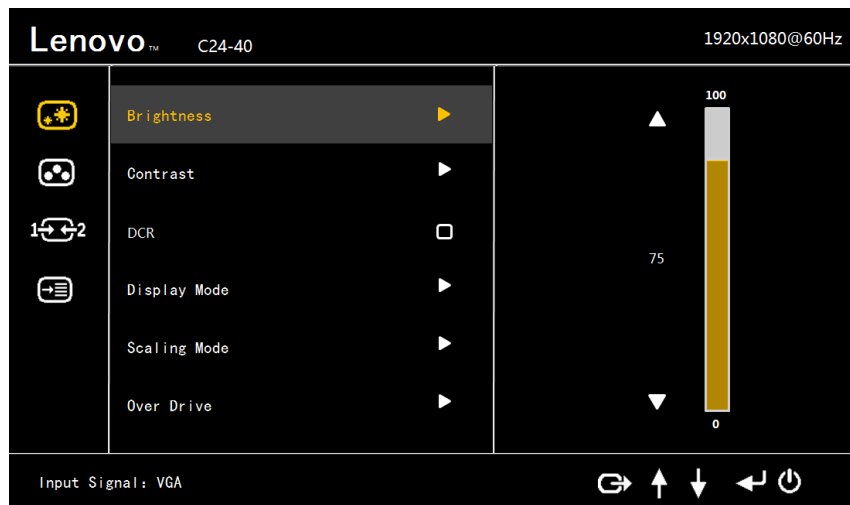 Lenovo™ C24-40 1920x1080@60Hz
Brightness
Contrast
DCR
Display Mode
Scaling Mode
Over Drive
100
75
0
1 2
Input Signal: VGA